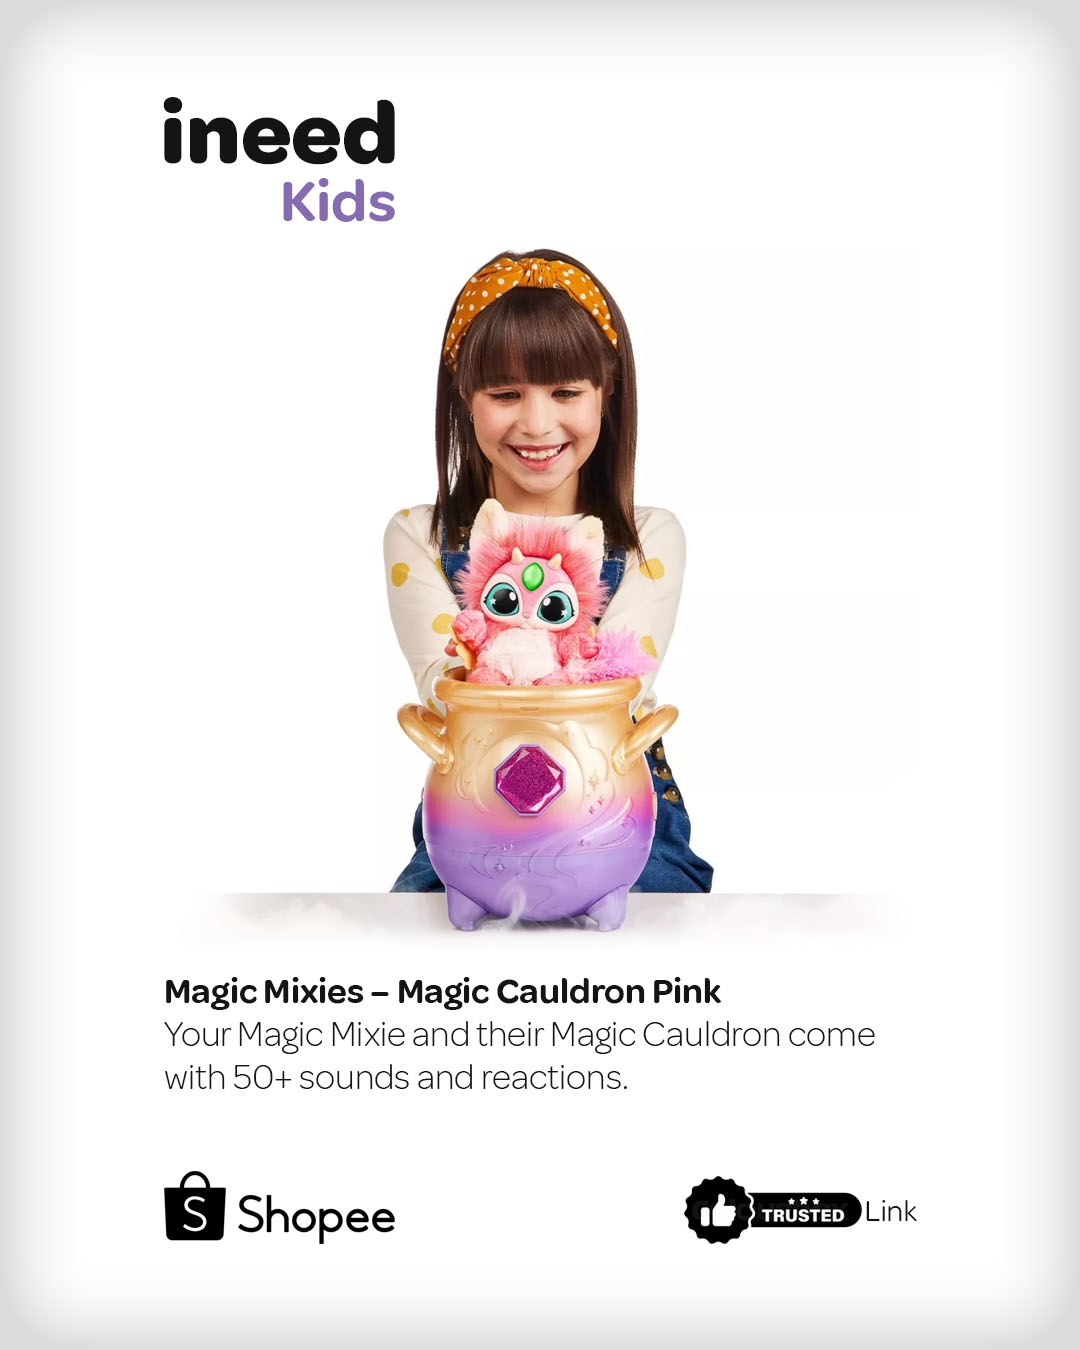 ineed
Kids
Magic Mixies – Magic Cauldron Pink
Your Magic Mixie and their Magic Cauldron come
with 50+ sounds and reactions.
S Shopee
TRUSTED Link